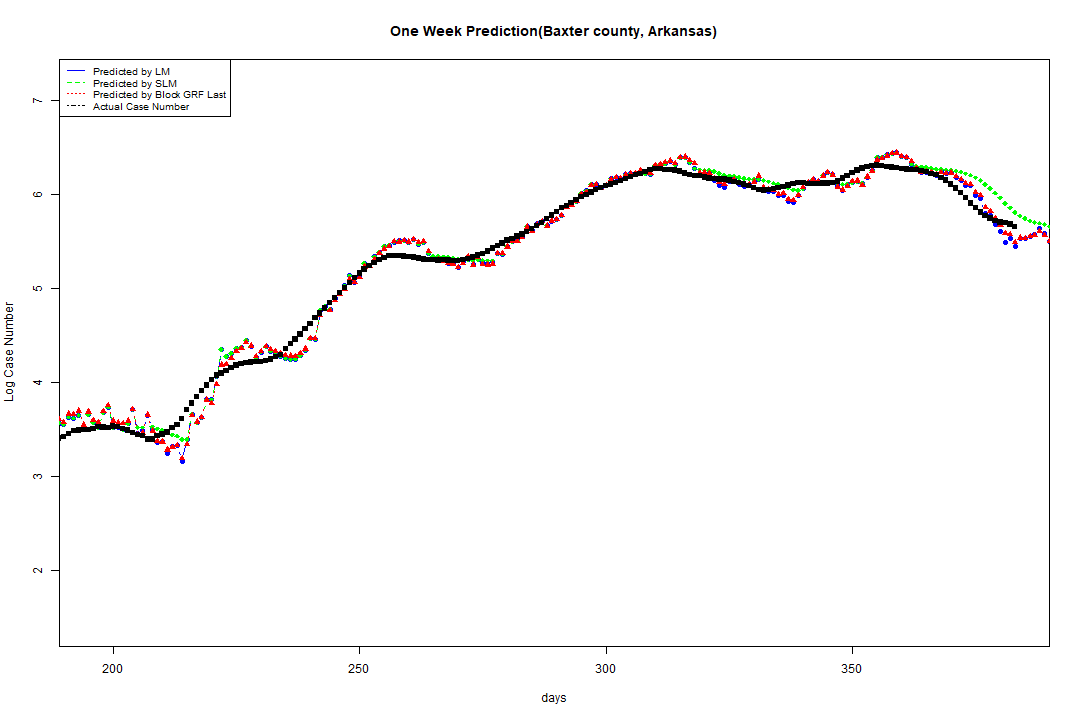 One Week Prediction(Baxter county, Arkansas)
Predicted by LM
Predicted by SLM
Predicted by Block GRF Last
Actual Case Number
7
6
5
4
3
2
Log Case Number
200 250 300 350
days